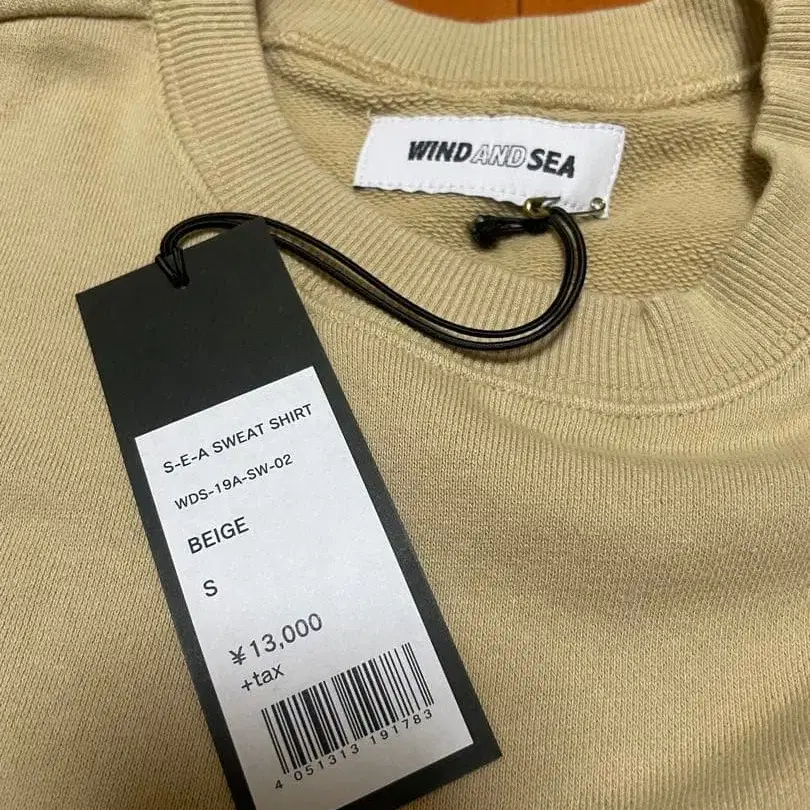 WIND AND SEA
S-E-A SWEAT SHIRT
WDS-19A-SW-02
BEIGE
S
¥13,000
+tax
4 051313 191783